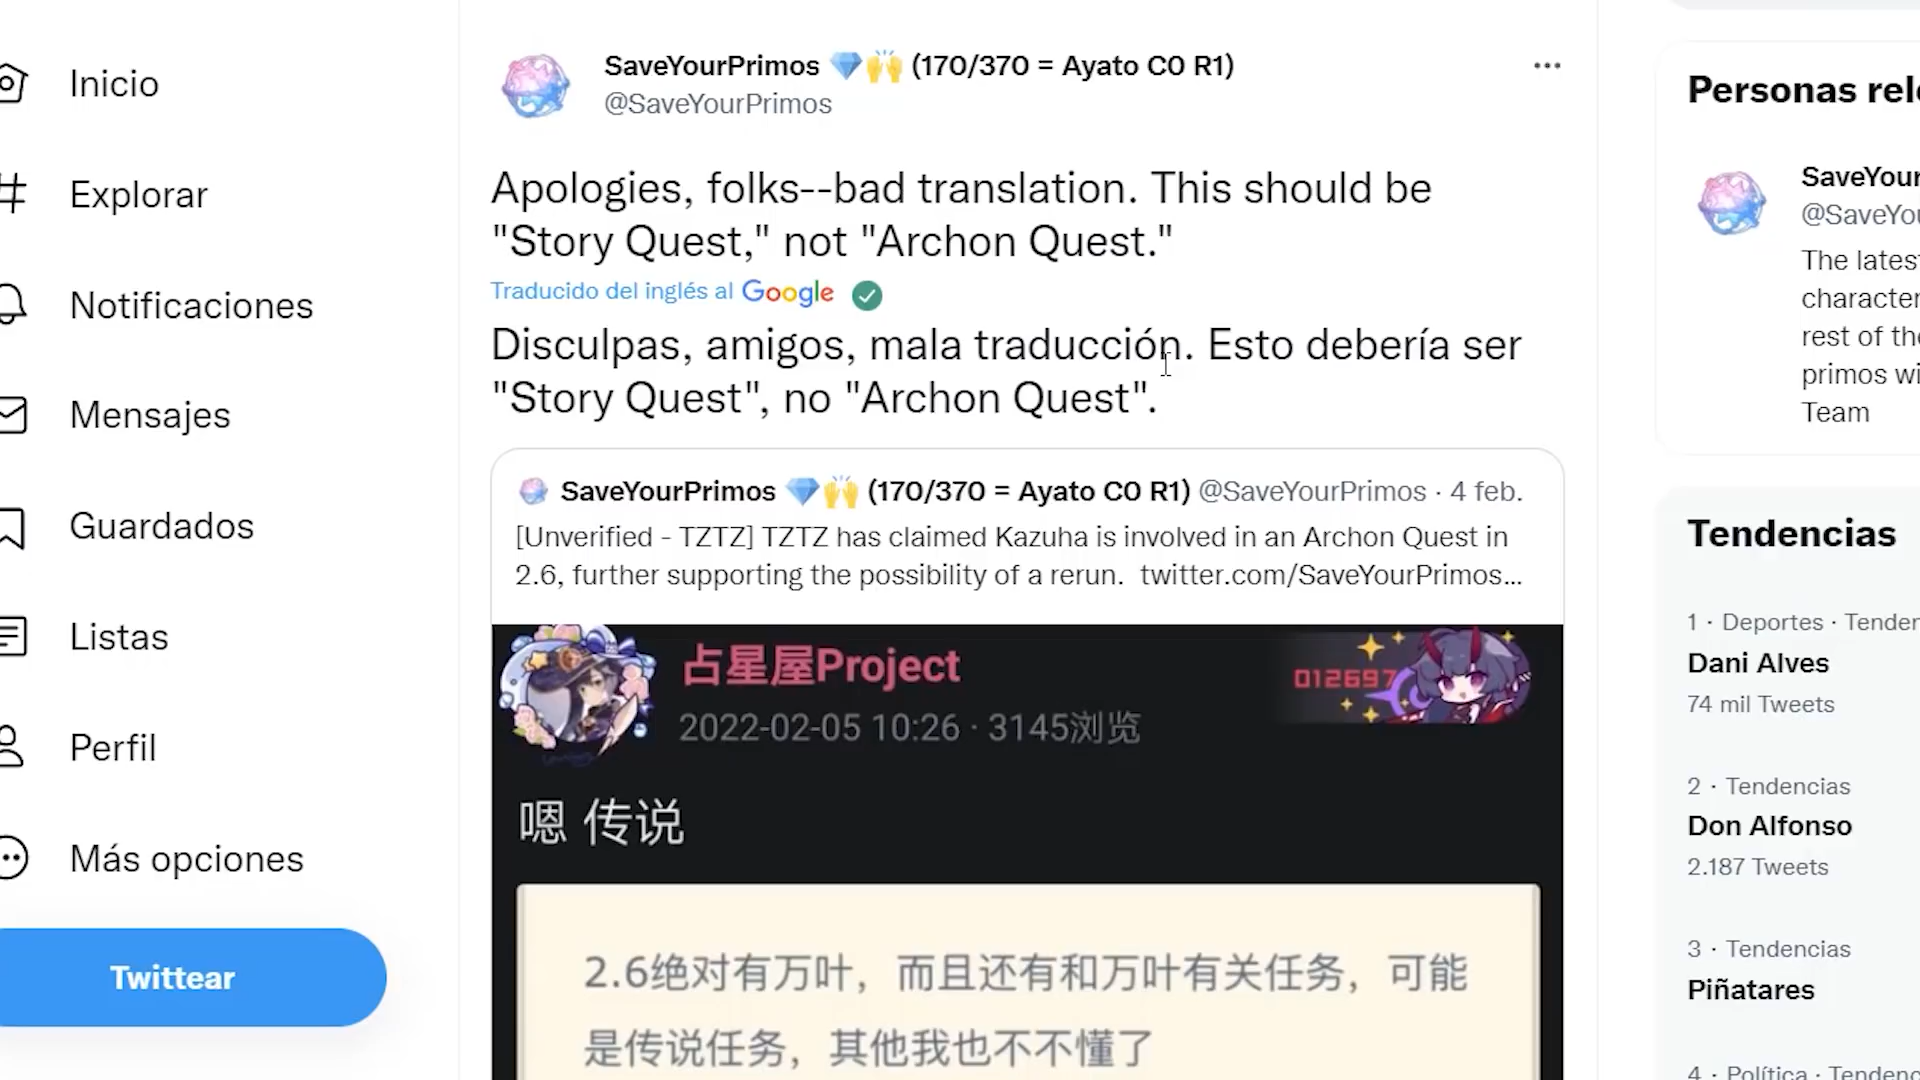 Inicio
Explorar
Notificaciones
Mensajes
Guardados
Listas
Perfil
Más opciones
Twittear
SaveYourPrimos 💎🙌 (170/370 = Ayato C0 R1)
@SaveYourPrimos
Apologies, folks--bad translation. This should be
"Story Quest," not "Archon Quest."
Traducido del inglés al Google
Disculpas, amigos, mala traducción. Esto debería ser
"Story Quest", no "Archon Quest".
SaveYourPrimos 💎🙌 (170/370 = Ayato C0 R1) @SaveYourPrimos · 4 feb.
[Unverified - TZTZ] TZTZ has claimed Kazuha is involved in an Archon Quest in
2.6, further supporting the possibility of a rerun. twitter.com/SaveYourPrimos...
占星屋Project
012697
2022-02-05 10:26 · 3145浏览
嗯 传说
2.6绝对有万叶，而且还有和万叶有关任务，可能
是传说任务，其他我也不不懂了
Personas rel
SaveYour
@SaveYo
The latest
character
rest of the
primos wi
Team
Tendencias
1 · Deportes · Tenden
Dani Alves
74 mil Tweets
2 · Tendencias
Don Alfonso
2.187 Tweets
3 · Tendencias
Piñatares
4 · Política · Tendenc